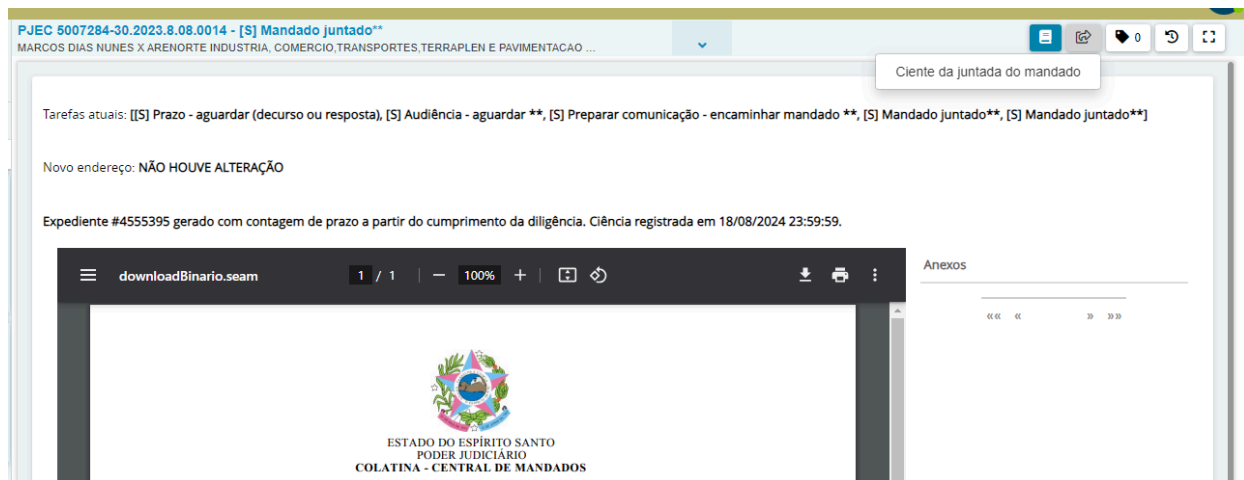 PJEC 5007284-30.2023.8.08.0014 - [S] Mandado juntado**
MARCOS DIAS NUNES X ARENORTE INDUSTRIA, COMERCIO,TRANSPORTES,TERRAPLEN E PAVIMENTACAO ...
0
Ciente da juntada do mandado
Tarefas atuais: [[S] Prazo - aguardar (decurso ou resposta), [S] Audiência - aguardar **, [S] Preparar comunicação - encaminhar mandado **, [S] Mandado juntado**, [S] Mandado juntado**]
Novo endereço: NÃO HOUVE ALTERAÇÃO
Expediente #4555395 gerado com contagem de prazo a partir do cumprimento da diligência. Ciência registrada em 18/08/2024 23:59:59.
downloadBinario.seam 1 / 1 — 100% +
Anexos
«« « » »»
ESTADO DO ESPÍRITO SANTO
PODER JUDICIÁRIO
COLATINA - CENTRAL DE MANDADOS